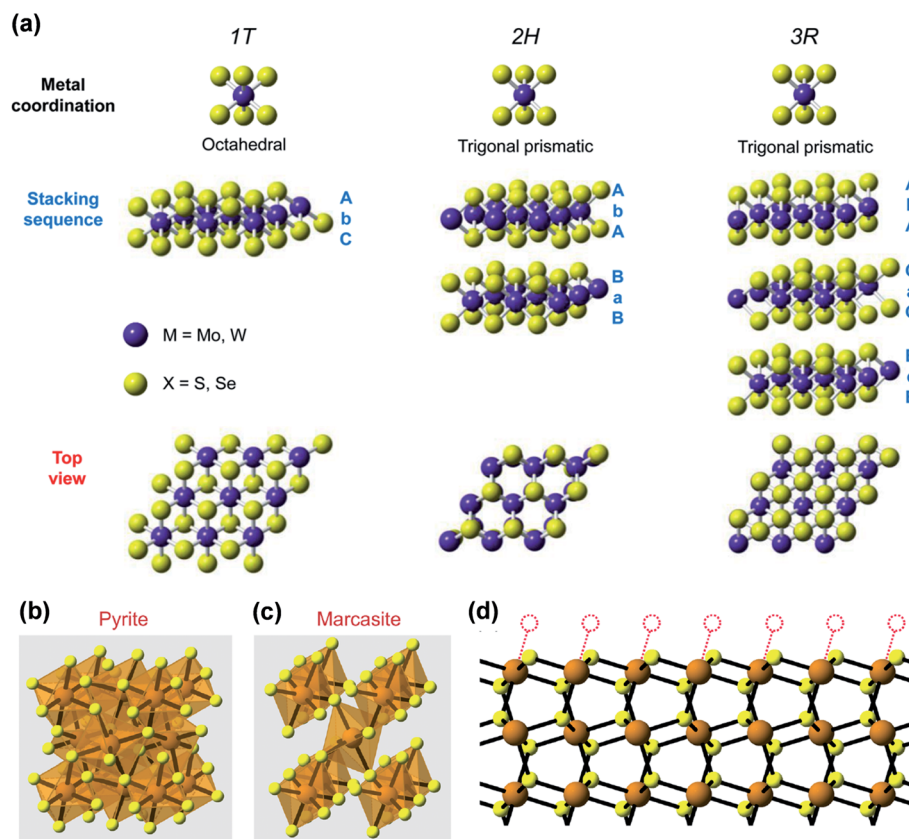 (a)
1T 2H 3R
Metal
coordination
Octahedral Trigonal prismatic Trigonal prismatic
Stacking
sequence
A
b
C
A
b
A
B
a
B
M = Mo, W
X = S, Se
Top
view
(b) Pyrite
(c) Marcasite
(d)